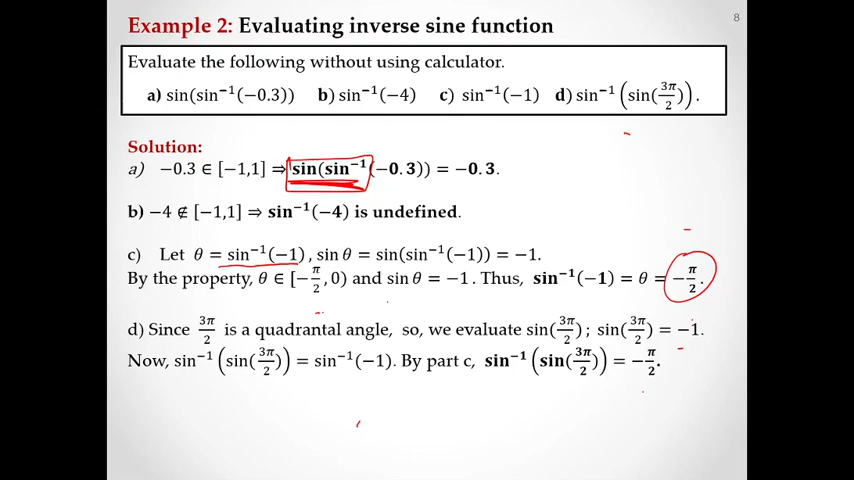 8
Example 2: Evaluating inverse sine function
Evaluate the following without using calculator.
a) sin(sin⁻¹(−0.3)) b) sin⁻¹(−4) c) sin⁻¹(−1) d) sin⁻¹(sin(3π/2)).
Solution:
a) −0.3 ∈ [−1,1] ⇒ sin(sin⁻¹(−0.3)) = −0.3.
b) −4 ∉ [−1,1] ⇒ sin⁻¹(−4) is undefined.
c) Let θ = sin⁻¹(−1), sin θ = sin(sin⁻¹(−1)) = −1.
By the property, θ ∈ [−π/2, 0) and sin θ = −1. Thus, sin⁻¹(−1) = θ = −π/2.
d) Since 3π/2 is a quadrantal angle, so, we evaluate sin(3π/2); sin(3π/2) = −1.
Now, sin⁻¹(sin(3π/2)) = sin⁻¹(−1). By part c, sin⁻¹(sin(3π/2)) = −π/2.